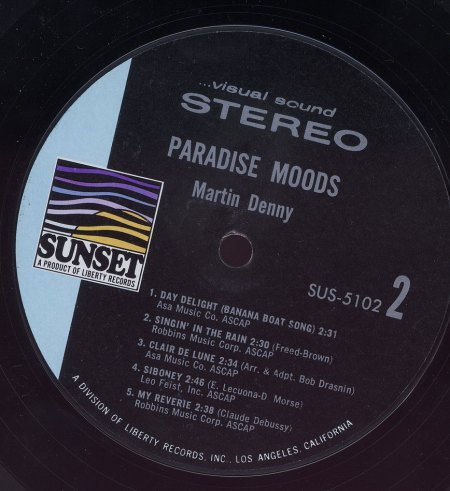 ...visual sound
STEREO
PARADISE MOODS
Martin Denny
SUNSET
A PRODUCT OF LIBERTY RECORDS
SUS-5102 2
1. DAY DELIGHT (BANANA BOAT SONG) 2:31
Asa Music Co. ASCAP
2. SINGIN' IN THE RAIN 2:30 (Freed-Brown)
Robbins Music Corp. ASCAP
3. CLAIR DE LUNE 2:34 (Arr. & Adpt. Bob Drasnin)
Asa Music Co. ASCAP
4. SIBONEY 2:46 (E. Lecuona-D Morse)
Leo Feist, Inc. ASCAP
5. MY REVERIE 2:38 (Claude Debussy)
Robbins Music Corp. ASCAP
A DIVISION OF LIBERTY RECORDS, INC., LOS ANGELES, CALIFORNIA